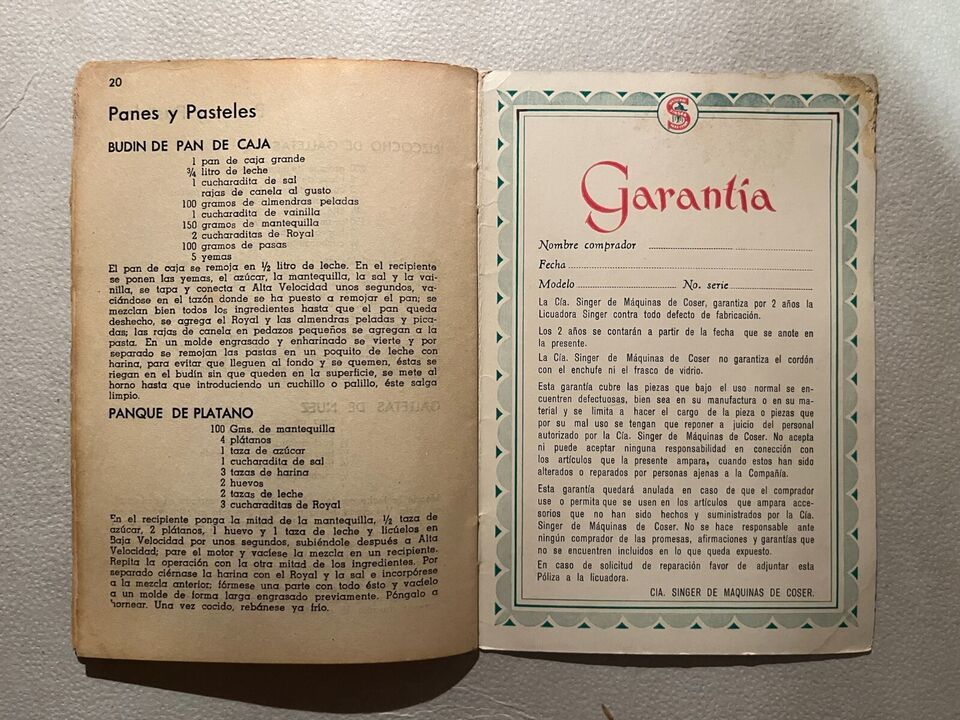 20
Panes y Pasteles
BUDIN DE PAN DE CAJA
1 pan de caja grande
¾ litro de leche
1 cucharadita de sal
rajas de canela al gusto
100 gramos de almendras peladas
1 cucharadita de vainilla
150 gramos de mantequilla
2 cucharaditas de Royal
100 gramos de pasas
5 yemas
El pan de caja se remoja en ½ litro de leche. En el recipiente
se ponen las yemas, el azúcar, la mantequilla, la sal y la vai-
nilla, se tapa y conecta a Alta Velocidad unos segundos, va-
ciándose en el tazón donde se ha puesto a remojar el pan; se
mezclan bien todos los ingredientes hasta que el pan queda
deshecho, se agrega el Royal y las almendras peladas y pica-
das; las rajas de canela en pedazos pequeños se agregan a la
pasta. En un molde engrasado y enharinado se vierte y por
separado se remojan las pastas en un poquito de leche con
harina, para evitar que lleguen al fondo y se quemen, éstas se
riegan en el budín sin que queden en la superficie, se mete al
horno hasta que introduciendo un cuchillo o palillo, éste salga
limpio.
PANQUE DE PLATANO
100 Gms. de mantequilla
4 plátanos
1 taza de azúcar
1 cucharadita de sal
3 tazas de harina
2 huevos
2 tazas de leche
3 cucharaditas de Royal
En el recipiente ponga la mitad de la mantequilla, ½ taza de
azúcar, 2 plátanos, 1 huevo y 1 taza de leche y licúelos en
Baja Velocidad por unos segundos, subiéndole después a Alta
Velocidad; pare el motor y vacíese la mezcla en un recipiente.
Repita la operación con la otra mitad de los ingredientes. Por
separado ciérnase la harina con el Royal y la sal e incorpórese
a la mezcla anterior; fórmese una parte con todo ésto y vacíelo
a un molde de forma larga engrasado previamente. Póngalo a
hornear. Una vez cocido, rebánese ya frío.
S
Garantía
Nombre comprador
Fecha
Modelo No. serie
La Cía. Singer de Máquinas de Coser, garantiza por 2 años la
Licuadora Singer contra todo defecto de fabricación.
Los 2 años se contarán a partir de la fecha que se anote en
la presente.
La Cía. Singer de Máquinas de Coser no garantiza el cordón
con el enchufe ni el frasco de vidrio.
Esta garantía cubre las piezas que bajo el uso normal se en-
cuentren defectuosas, bien sea en su manufactura o en su ma-
terial y se limita a hacer el cargo de la pieza o piezas que
por su mal uso se tengan que reponer a juicio del personal
autorizado por la Cía. Singer de Máquinas de Coser. No acepta
ni puede aceptar ninguna responsabilidad en conección con
los artículos que la presente ampara, cuando estos han sido
alterados o reparados por personas ajenas a la Compañía.
Esta garantía quedará anulada en caso de que el comprador
use o permita que se usen en los artículos que ampara acce-
sorios que no han sido hechos y suministrados por la Cía.
Singer de Máquinas de Coser. No se hace responsable ante
ningún comprador de las promesas, afirmaciones y garantías que
no se encuentren incluidos en lo que queda expuesto.
En caso de solicitud de reparación favor de adjuntar esta
Póliza a la licuadora.
CIA. SINGER DE MAQUINAS DE COSER.